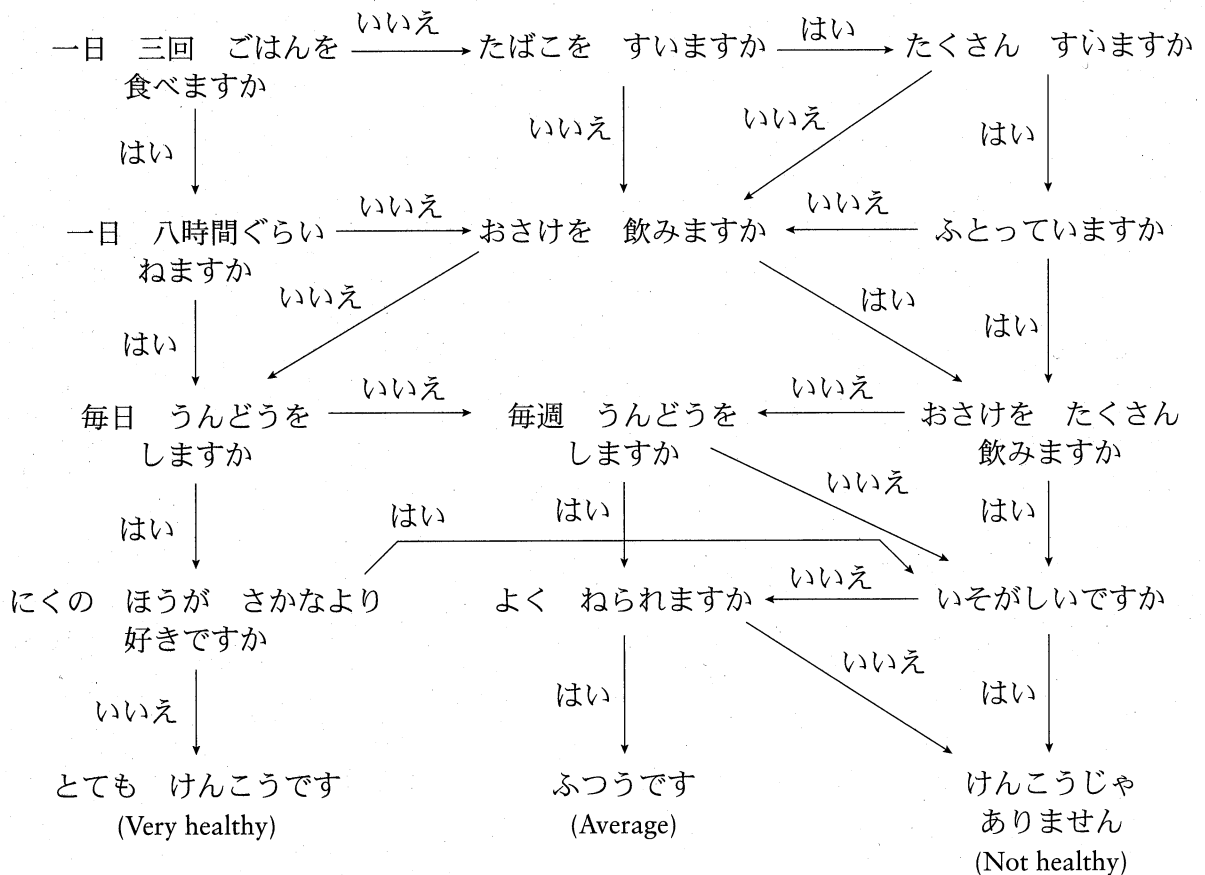 一日　三回　ごはんを
食べますか
いいえ
たばこを　すいますか
はい
たくさん　すいますか
はい
いいえ
いいえ
はい
一日　八時間ぐらい
ねますか
いいえ
おさけを　飲みますか
いいえ
ふとっていますか
はい
いいえ
はい
はい
毎日　うんどうを
しますか
いいえ
毎週　うんどうを
しますか
いいえ
おさけを　たくさん
飲みますか
はい
はい
はい
いいえ
はい
にくの　ほうが　さかなより
好きですか
よく　ねられますか
いいえ
いそがしいですか
いいえ
はい
いいえ
はい
とても　けんこうです
(Very healthy)
ふつうです
(Average)
けんこうじゃ
ありません
(Not healthy)